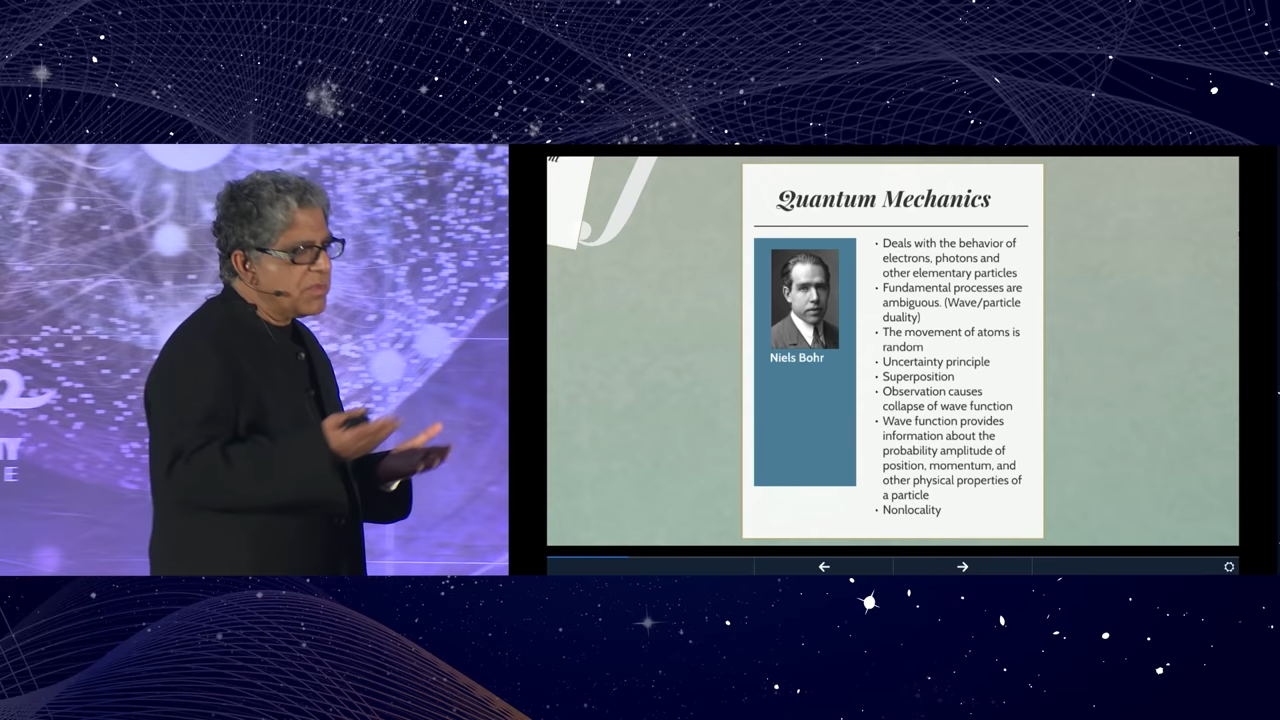 Quantum Mechanics
Niels Bohr
• Deals with the behavior of
electrons, photons and
other elementary particles
• Fundamental processes are
ambiguous. (Wave/particle
duality)
• The movement of atoms is
random
• Uncertainty principle
• Superposition
• Observation causes
collapse of wave function
• Wave function provides
information about the
probability amplitude of
position, momentum, and
other physical properties of
a particle
• Nonlocality